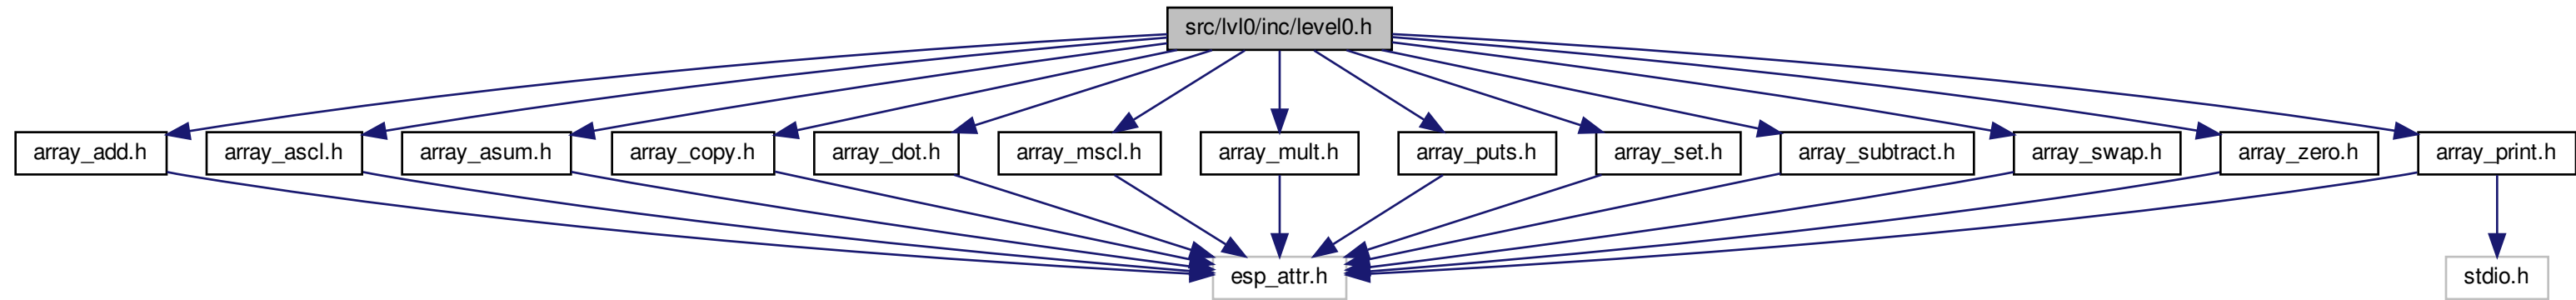 src/lvl0/inc/level0.h
array_add.h
array_ascl.h
array_asum.h
array_copy.h
array_dot.h
array_mscl.h
array_mult.h
array_puts.h
array_set.h
array_subtract.h
array_swap.h
array_zero.h
array_print.h
esp_attr.h
stdio.h